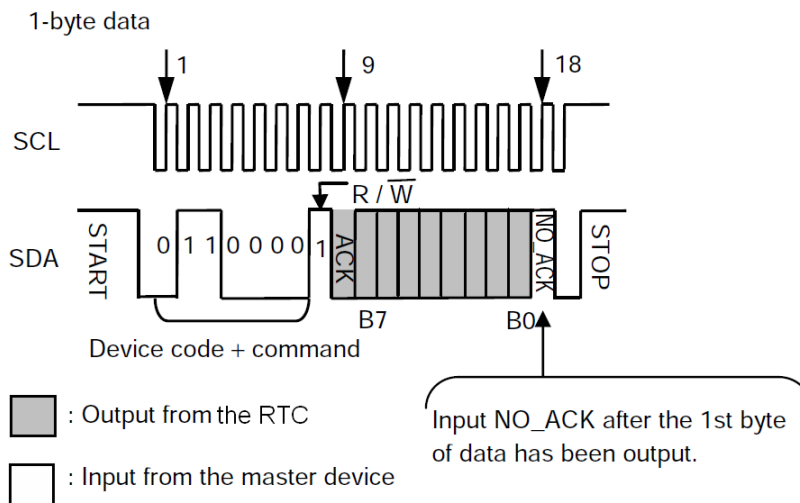 1-byte data
1
9
18
SCL
R / W
SDA
START
0 1 1 0 0 0 0 1
ACK
NO_ACK
STOP
B7
B0
Device code + command
: Output from the RTC
: Input from the master device
Input NO_ACK after the 1st byte
of data has been output.